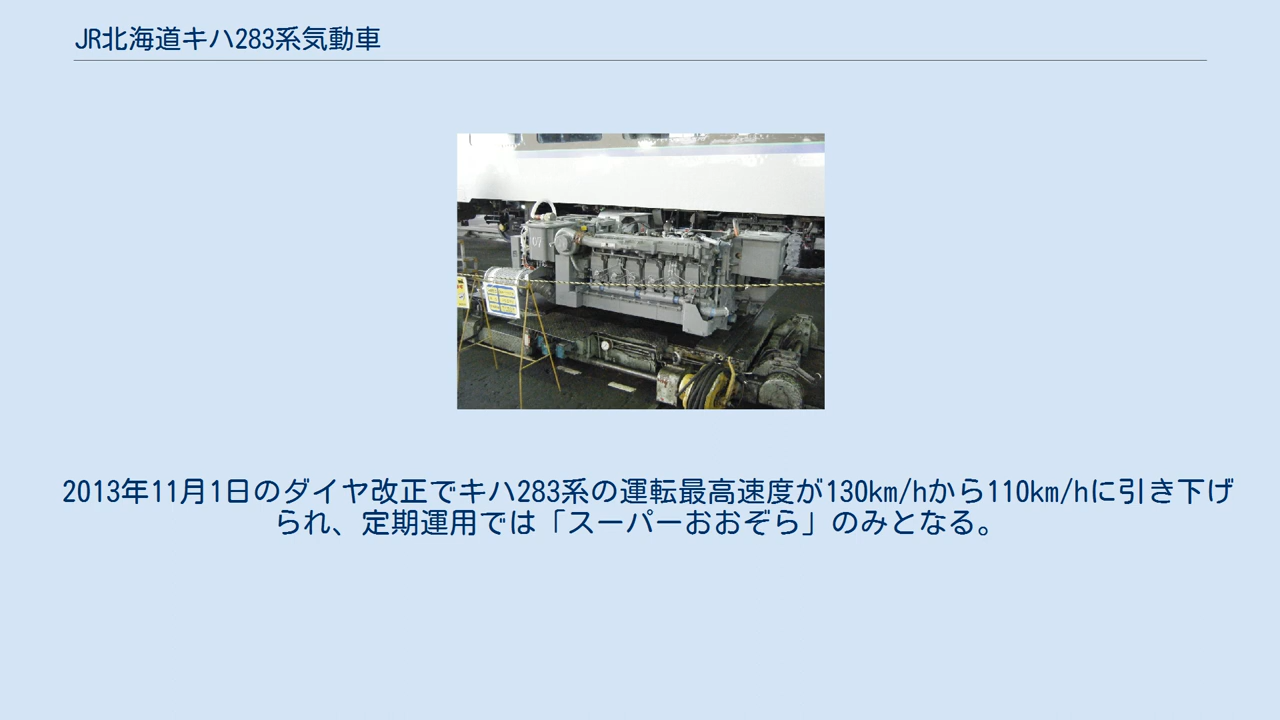 JR北海道キハ283系気動車
07
2013年11月1日のダイヤ改正でキハ283系の運転最高速度が130km/hから110km/hに引き下げ
られ、定期運用では「スーパーおおぞら」のみとなる。